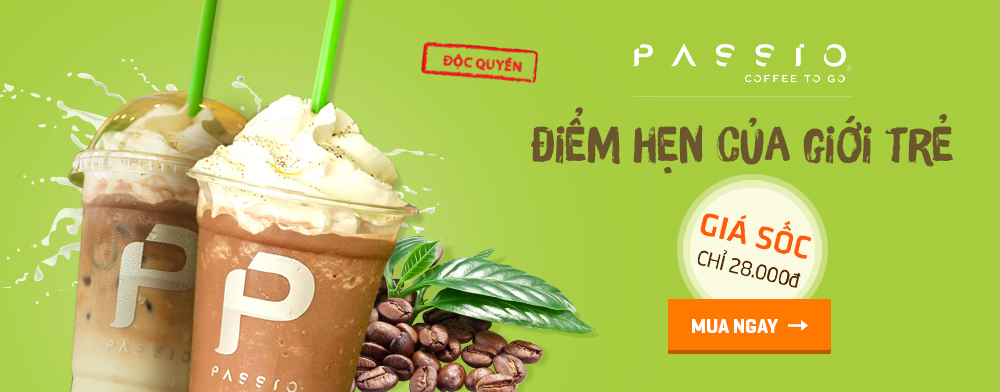 ĐỘC QUYỀN
PASSIO
COFFEE TO GO
ĐIỂM HẸN CỦA GIỚI TRẺ
GIÁ SỐC
CHỈ 28.000đ
MUA NGAY →
P
PASSIO
P
PASSIO